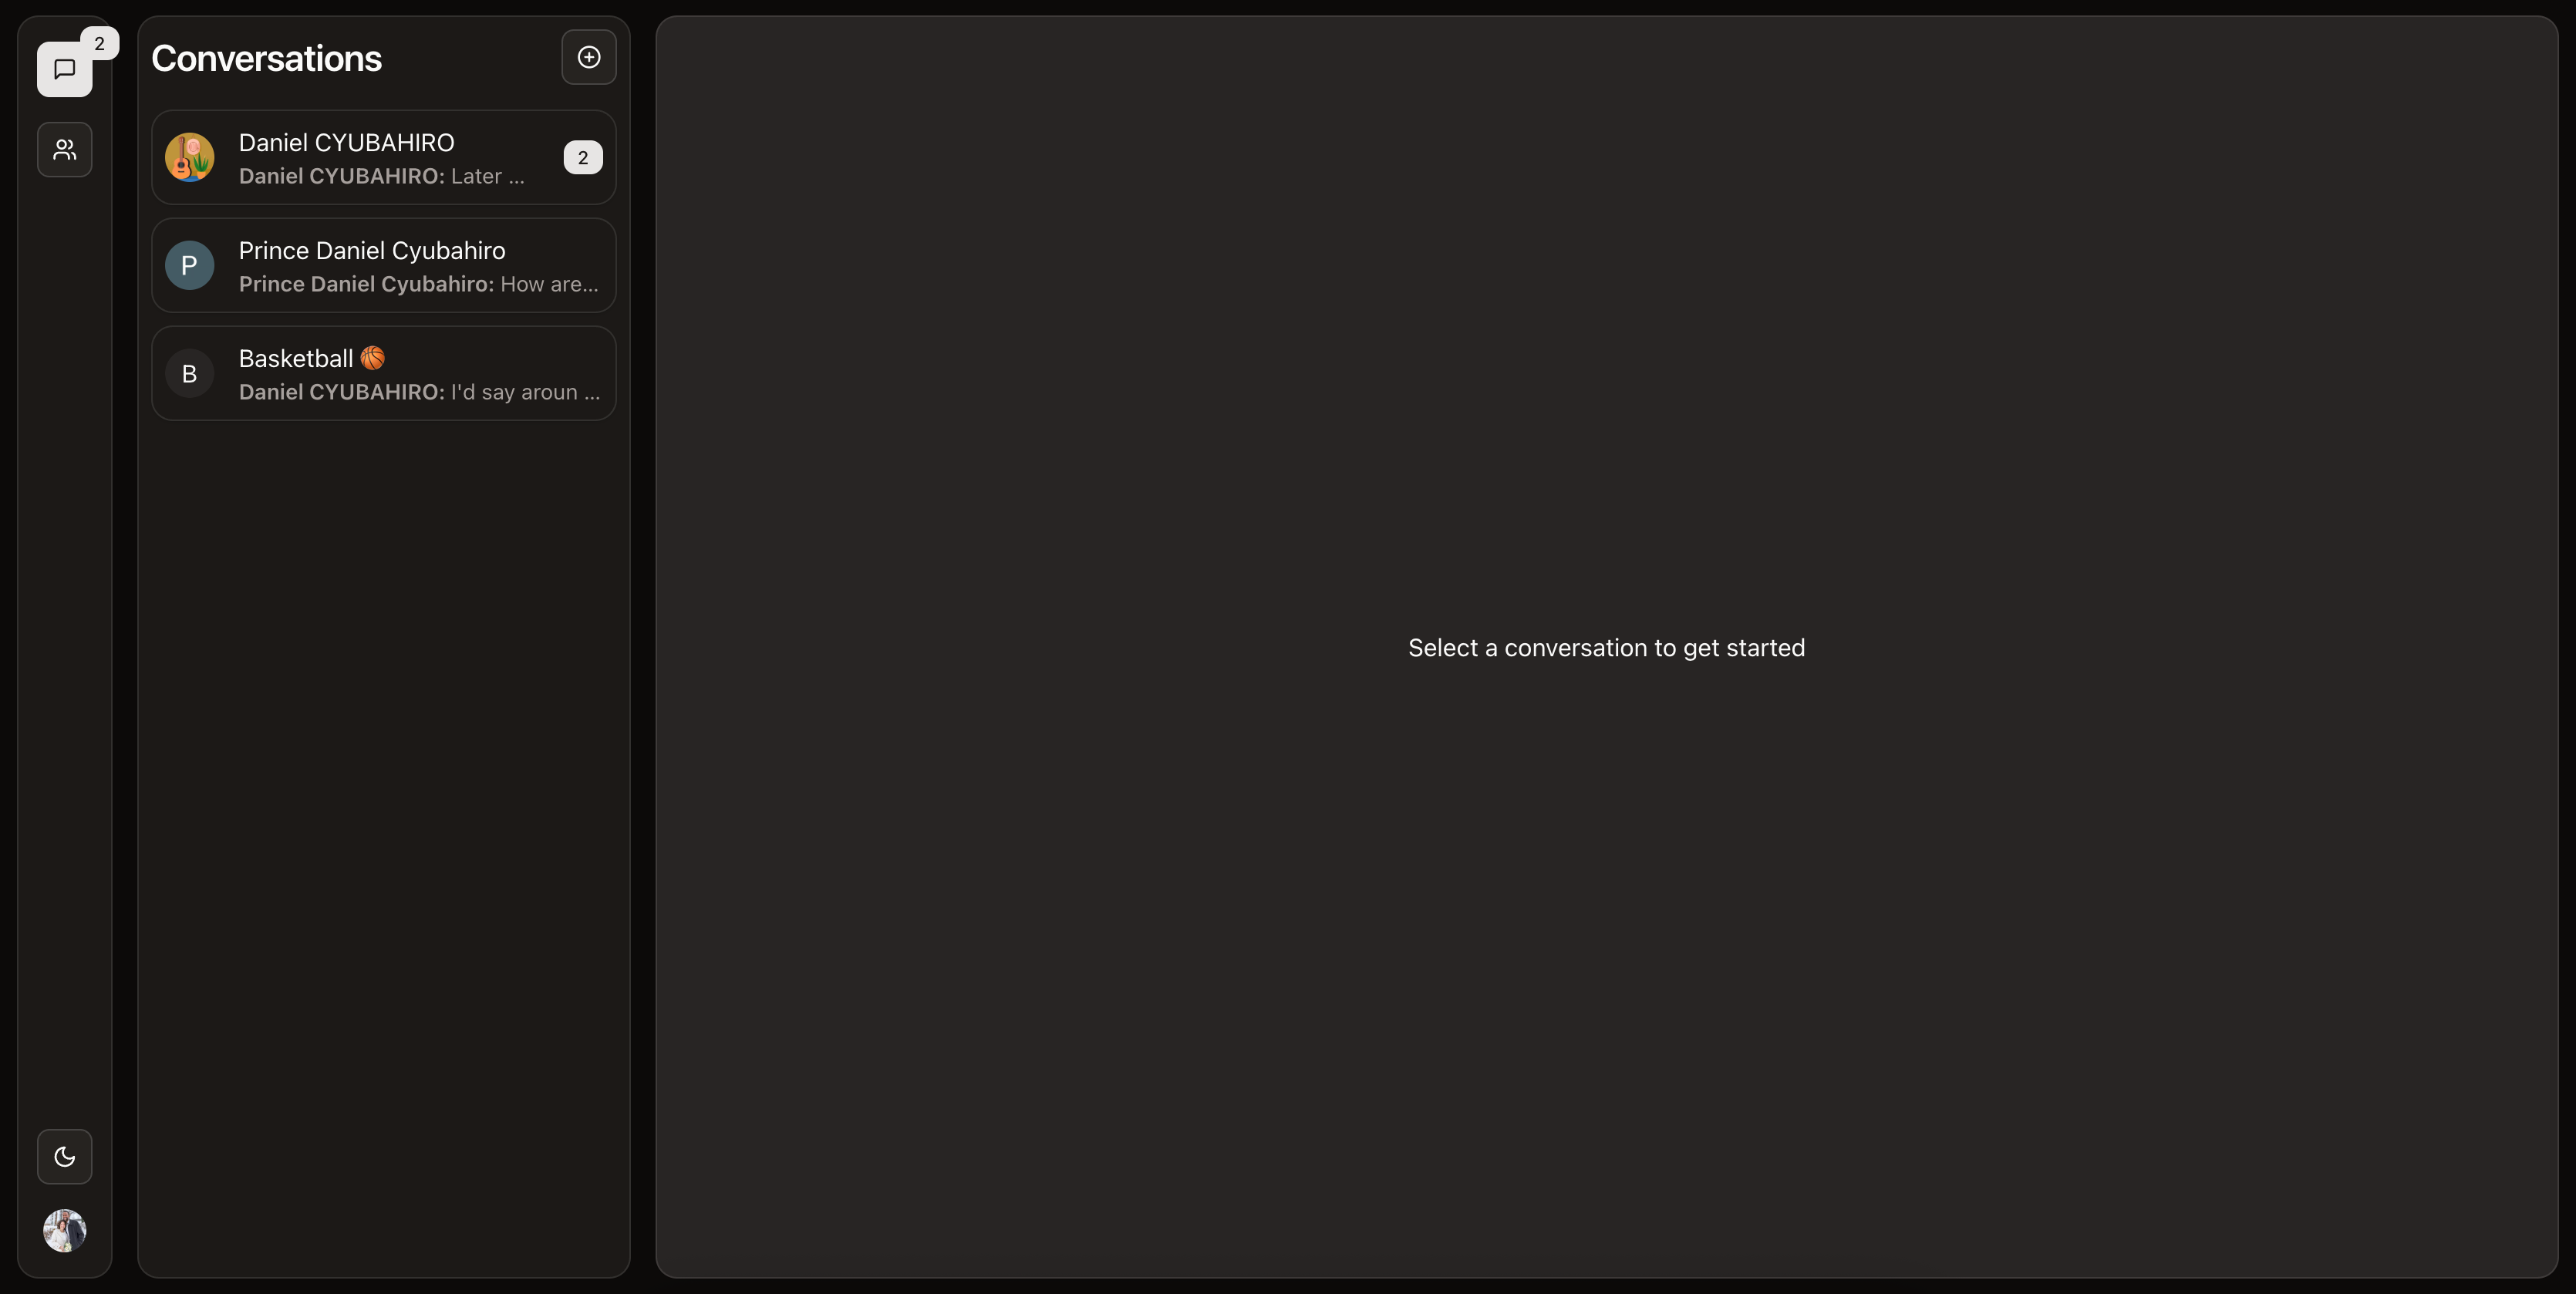 2
Conversations
Daniel CYUBAHIRO
Daniel CYUBAHIRO: Later ...
2
P
Prince Daniel Cyubahiro
Prince Daniel Cyubahiro: How are...
B
Basketball 🏀
Daniel CYUBAHIRO: I'd say aroun ...
Select a conversation to get started